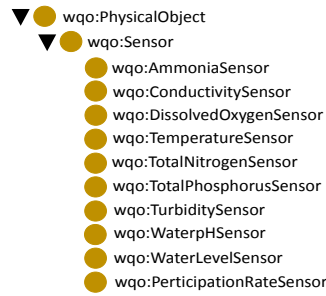 wqo:PhysicalObject
wqo:Sensor
wqo:AmmoniaSensor
wqo:ConductivitySensor
wqo:DissolvedOxygenSensor
wqo:TemperatureSensor
wqo:TotalNitrogenSensor
wqo:TotalPhosphorusSensor
wqo:TurbiditySensor
wqo:WaterpHSensor
wqo:WaterLevelSensor
wqo:PerticipationRateSensor